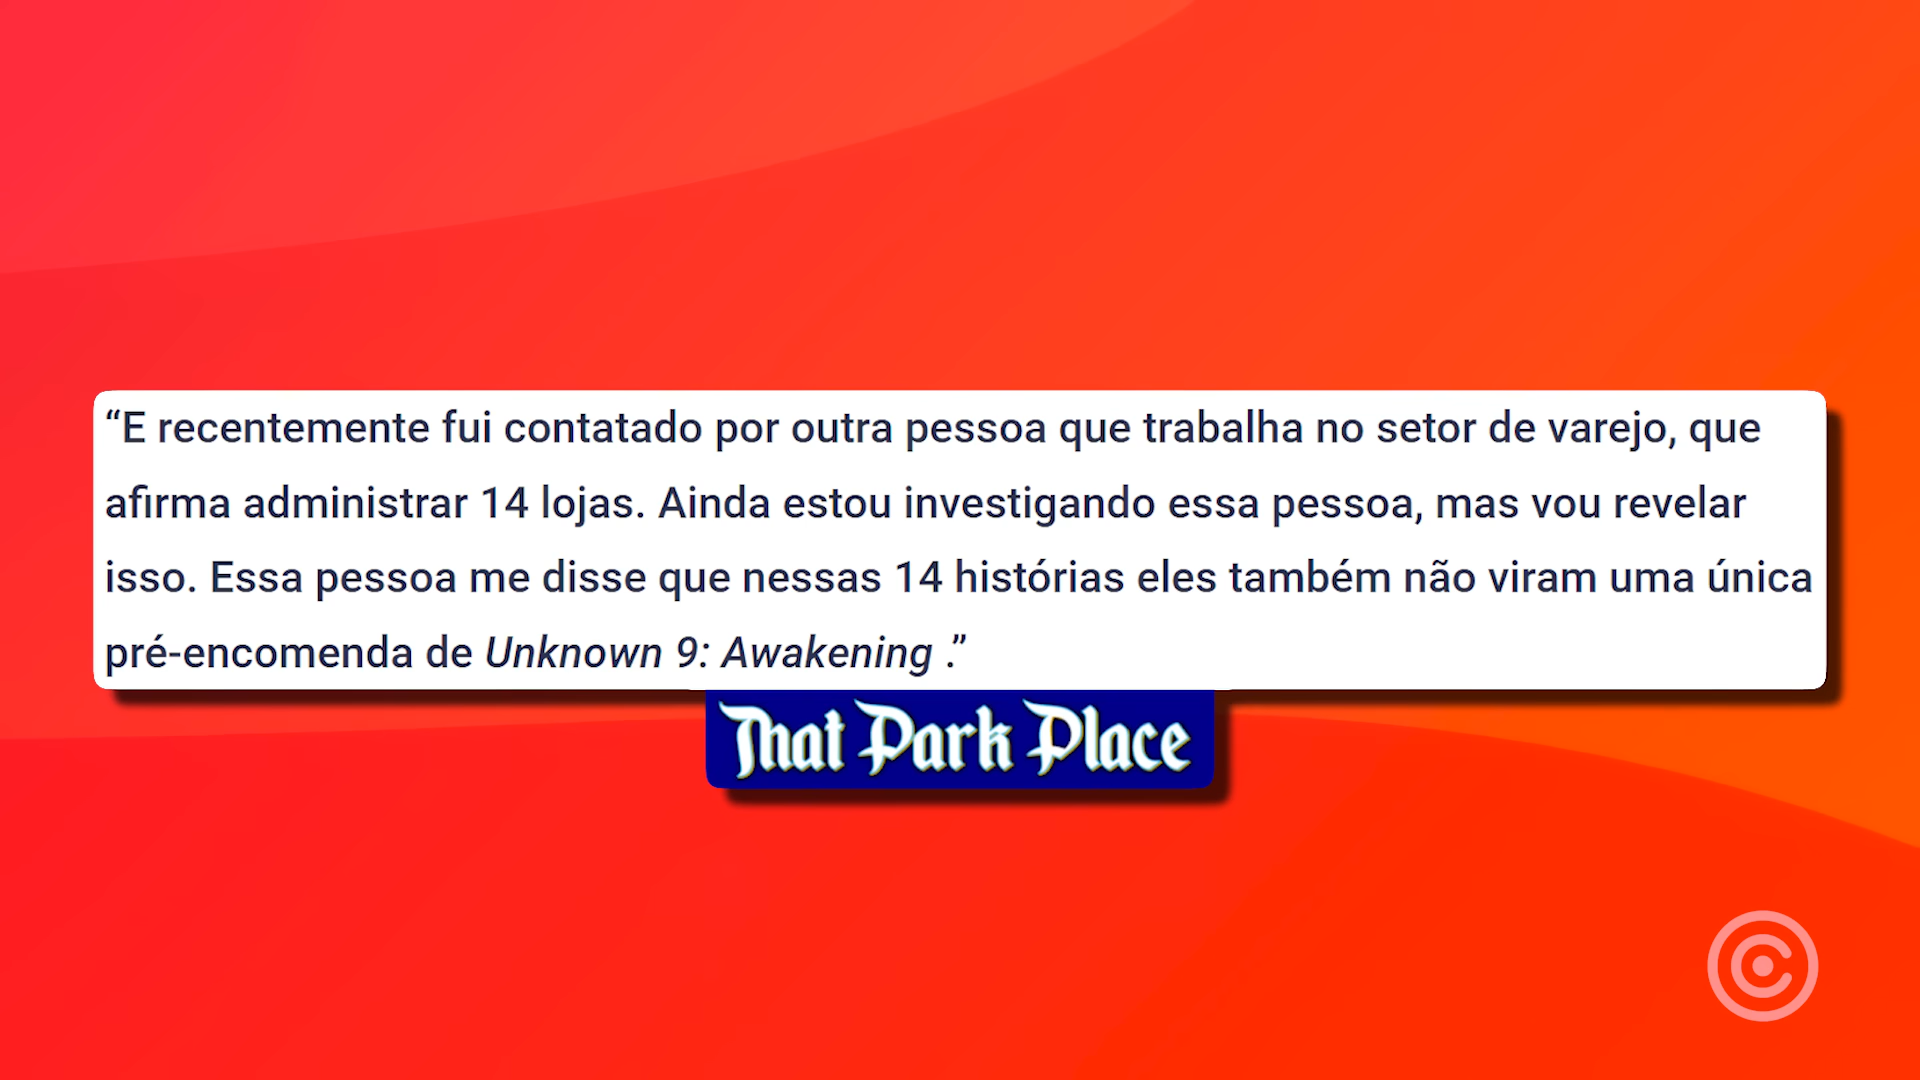 “E recentemente fui contatado por outra pessoa que trabalha no setor de varejo, que
afirma administrar 14 lojas. Ainda estou investigando essa pessoa, mas vou revelar
isso. Essa pessoa me disse que nessas 14 histórias eles também não viram uma única
pré-encomenda de Unknown 9: Awakening .”
That Park Place